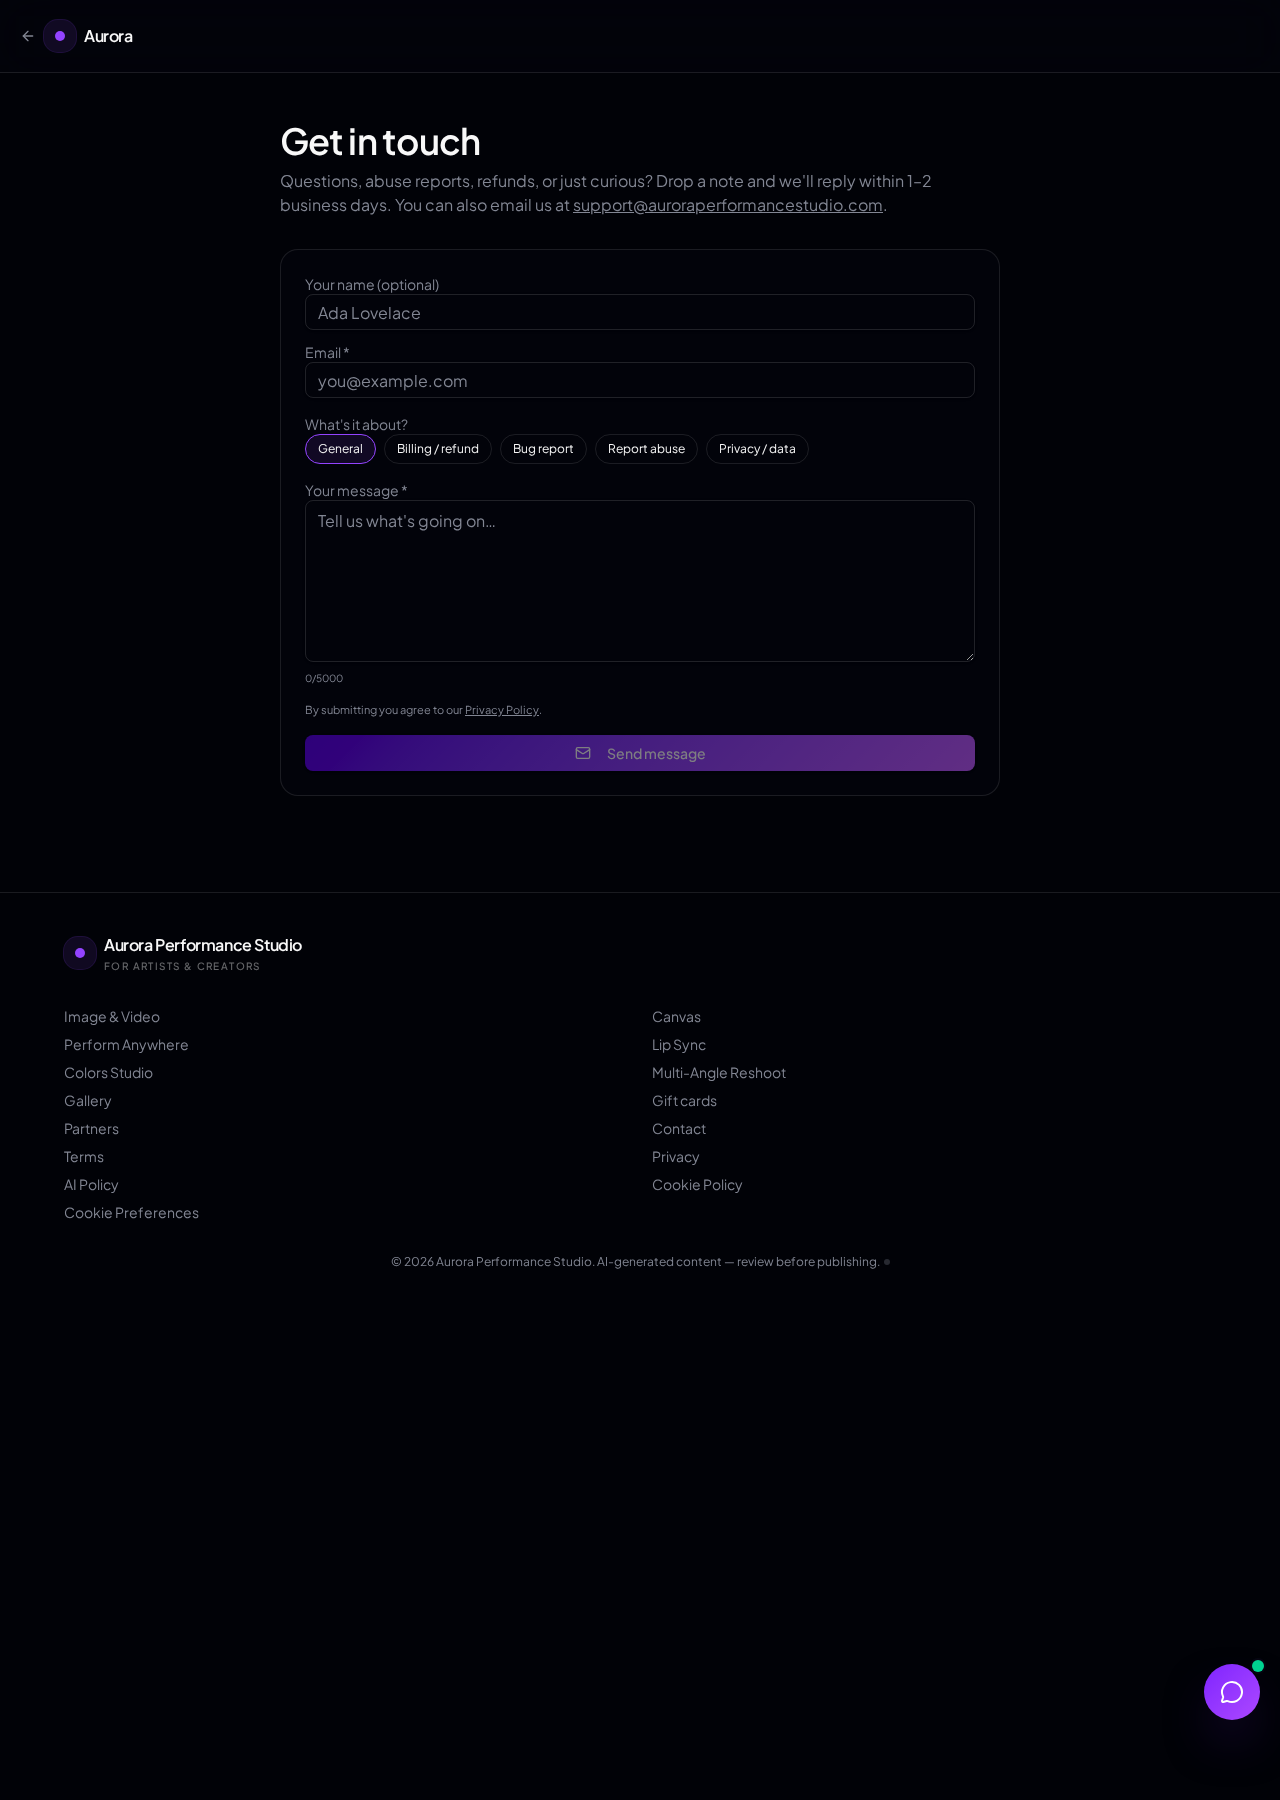 Aurora
Get in touch
Questions, abuse reports, refunds, or just curious? Drop a note and we'll reply within 1–2
business days. You can also email us at support@auroraperformancestudio.com.
Your name (optional)
Ada Lovelace
Email *
you@example.com
What's it about?
General
Billing / refund
Bug report
Report abuse
Privacy / data
Your message *
Tell us what's going on…
0/5000
By submitting you agree to our Privacy Policy.
Send message
Aurora Performance Studio
FOR ARTISTS & CREATORS
Image & Video
Canvas
Perform Anywhere
Lip Sync
Colors Studio
Multi-Angle Reshoot
Gallery
Gift cards
Partners
Contact
Terms
Privacy
AI Policy
Cookie Policy
Cookie Preferences
© 2026 Aurora Performance Studio. AI-generated content — review before publishing.